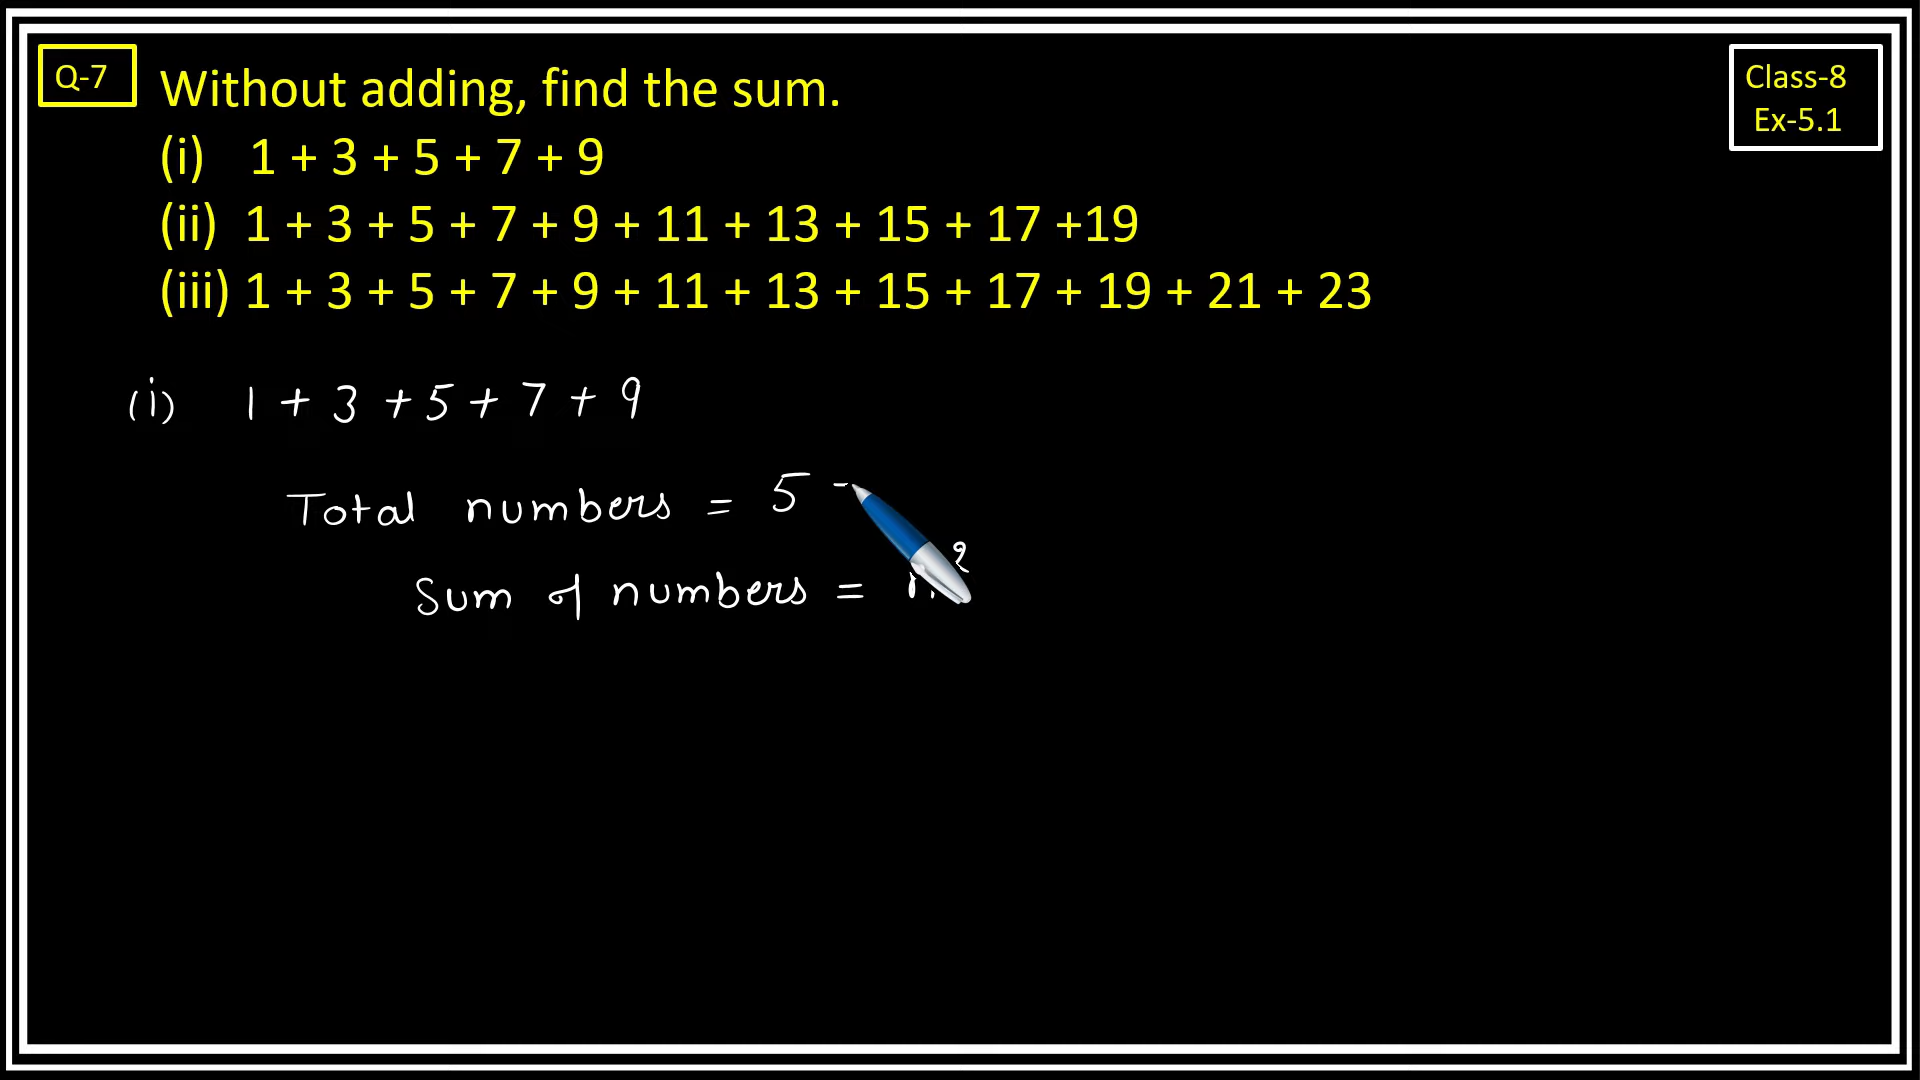 Q-7
Without adding, find the sum.
(i) 1 + 3 + 5 + 7 + 9
(ii) 1 + 3 + 5 + 7 + 9 + 11 + 13 + 15 + 17 +19
(iii) 1 + 3 + 5 + 7 + 9 + 11 + 13 + 15 + 17 + 19 + 21 + 23
Class-8
Ex-5.1
(i) 1 + 3 + 5 + 7 + 9
Total numbers = 5
Sum of numbers =